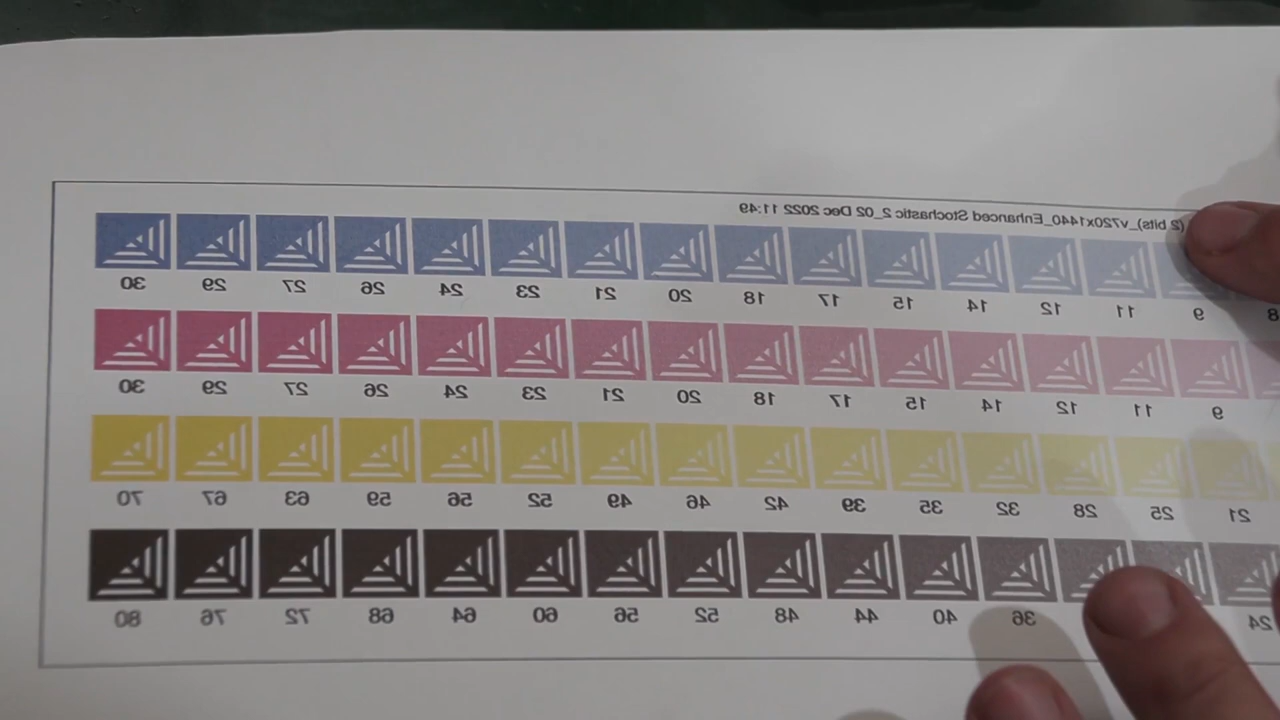 (2 bits)_v720x1440_Enhanced Stochastic 2_02 Dec 2022 11:49
8 9 11 12 14 15 17 18 20 21 23 24 26 27 29 30
9 11 12 14 15 17 18 20 21 23 24 26 27 29 30
21 25 28 32 35 39 42 46 49 52 56 59 63 67 70
24 36 40 44 48 52 56 60 64 68 72 76 80